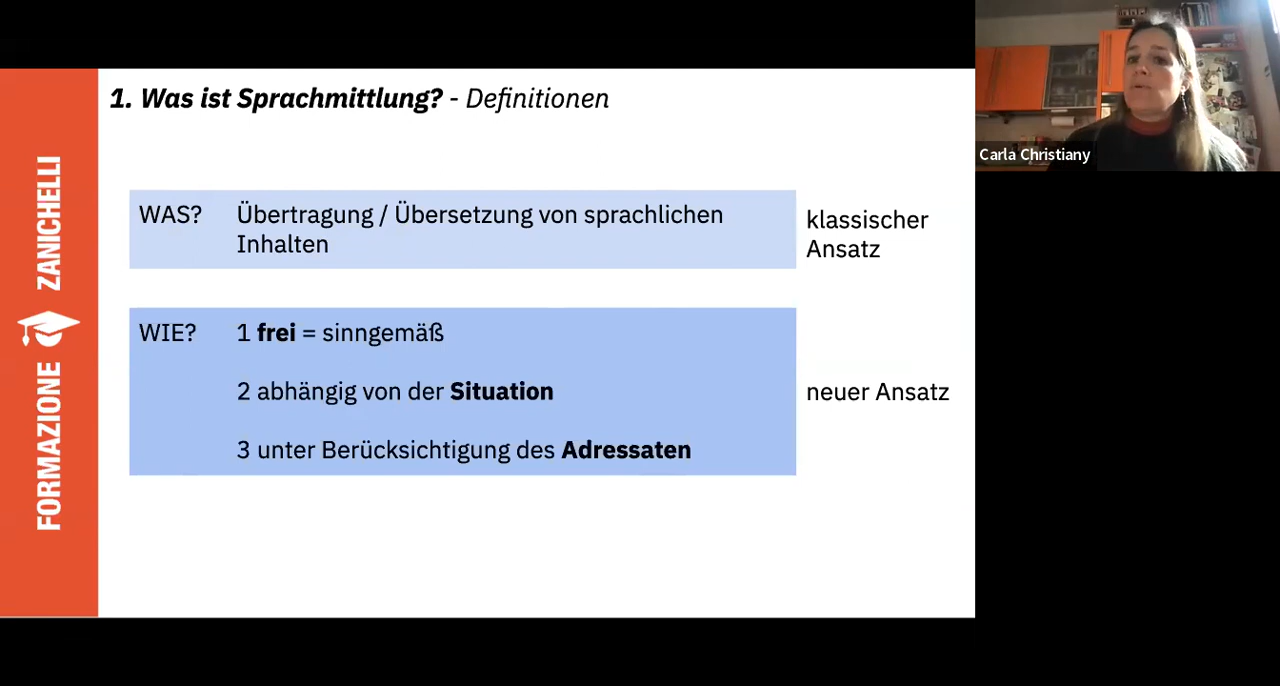 1. Was ist Sprachmittlung? - Definitionen
Carla Christiany
FORMAZIONE ZANICHELLI
WAS?
Übertragung / Übersetzung von sprachlichen
Inhalten
klassischer
Ansatz
WIE?
1 frei = sinngemäß
2 abhängig von der Situation
3 unter Berücksichtigung des Adressaten
neuer Ansatz